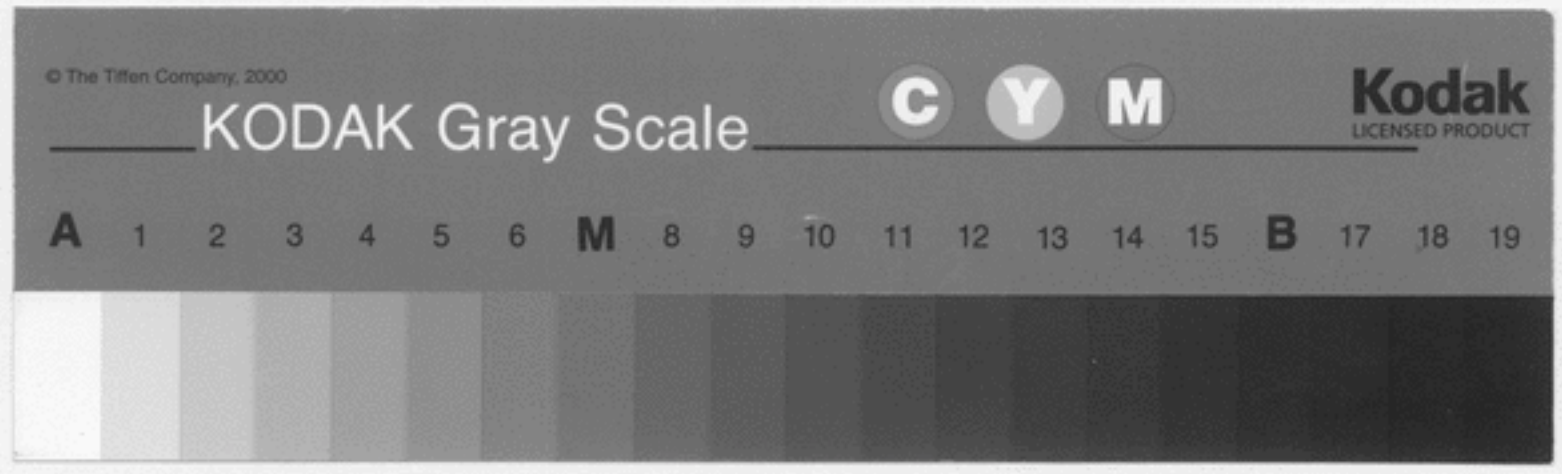 © The Tiffen Company, 2000
KODAK Gray Scale
C Y M
Kodak
LICENSED PRODUCT
A 1 2 3 4 5 6 M 8 9 10 11 12 13 14 15 B 17 18 19